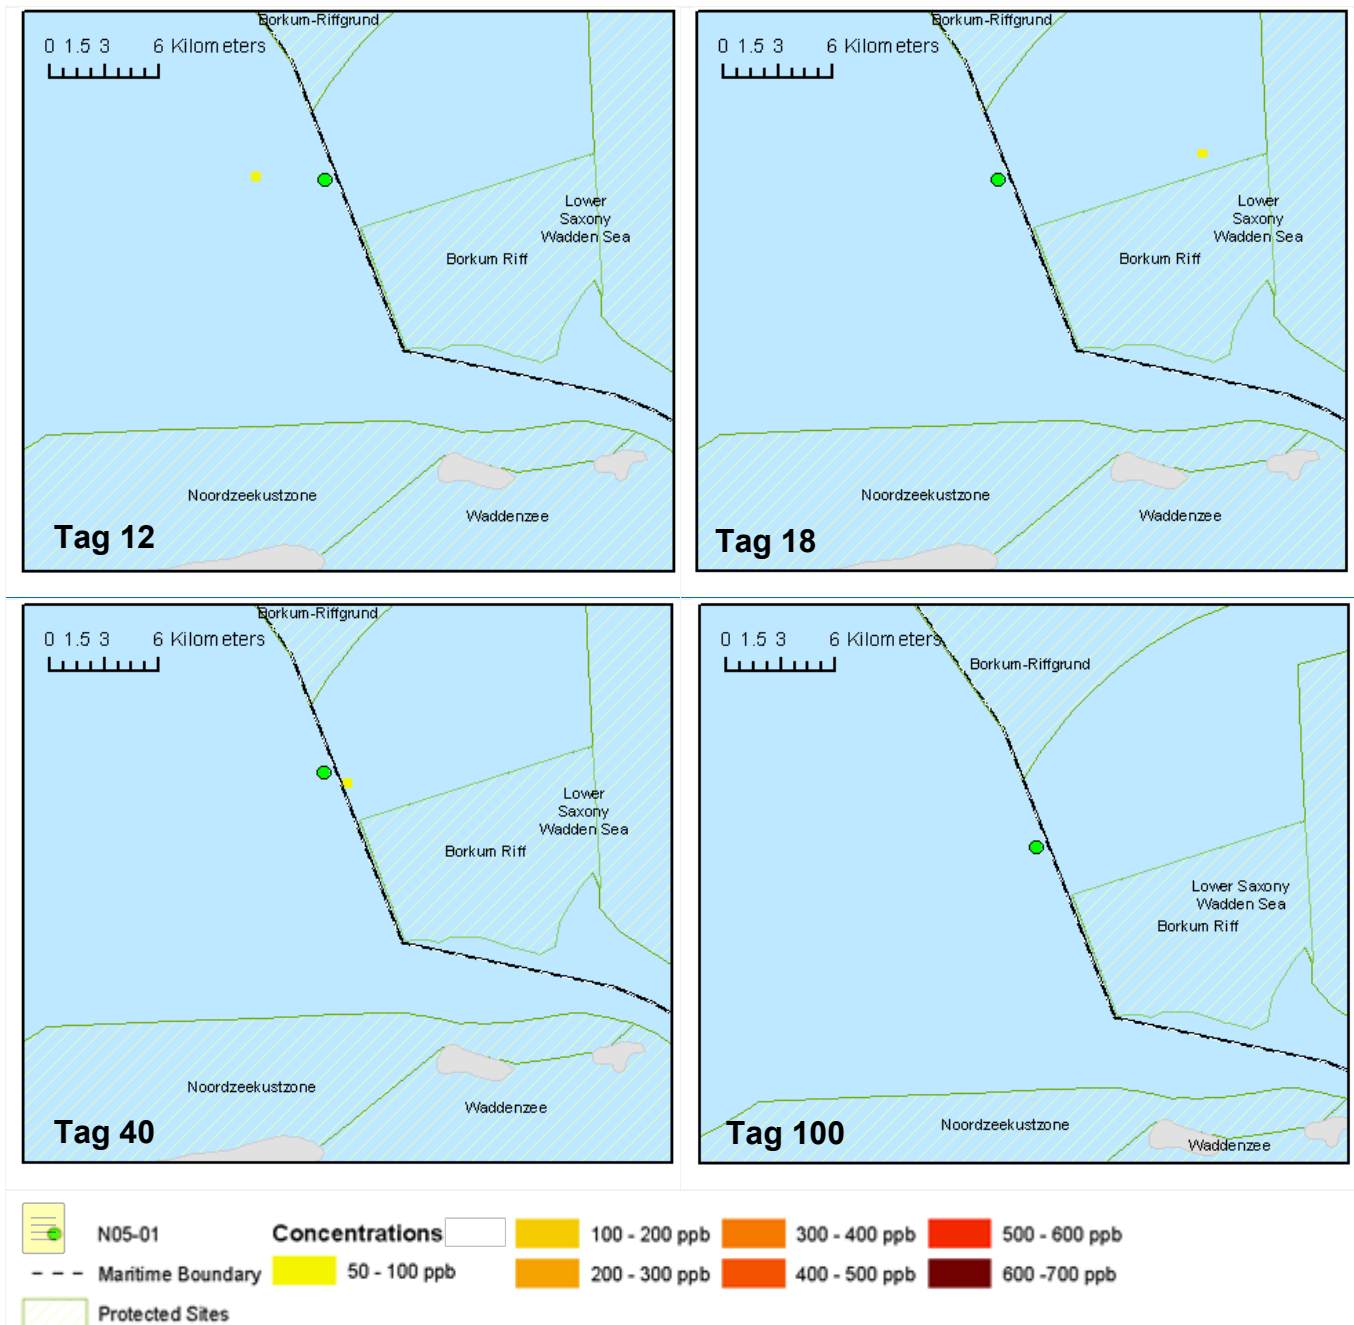 Borkum-Riffgrund
0 1.5 3 6 Kilometers
Lower
Saxony
Wadden Sea
Borkum Riff
Noordzeekustzone
Waddenzee
Tag 12
Borkum-Riffgrund
0 1.5 3 6 Kilometers
Lower
Saxony
Wadden Sea
Borkum Riff
Noordzeekustzone
Waddenzee
Tag 18
Borkum-Riffgrund
0 1.5 3 6 Kilometers
Lower
Saxony
Wadden Sea
Borkum Riff
Noordzeekustzone
Waddenzee
Tag 40
0 1.5 3 6 Kilometers
Borkum-Riffgrund
Lower Saxony
Wadden Sea
Borkum Riff
Noordzeekustzone
Waddenzee
Tag 100
N05-01
Maritime Boundary
Protected Sites
Concentrations
50 - 100 ppb
100 - 200 ppb
200 - 300 ppb
300 - 400 ppb
400 - 500 ppb
500 - 600 ppb
600 -700 ppb